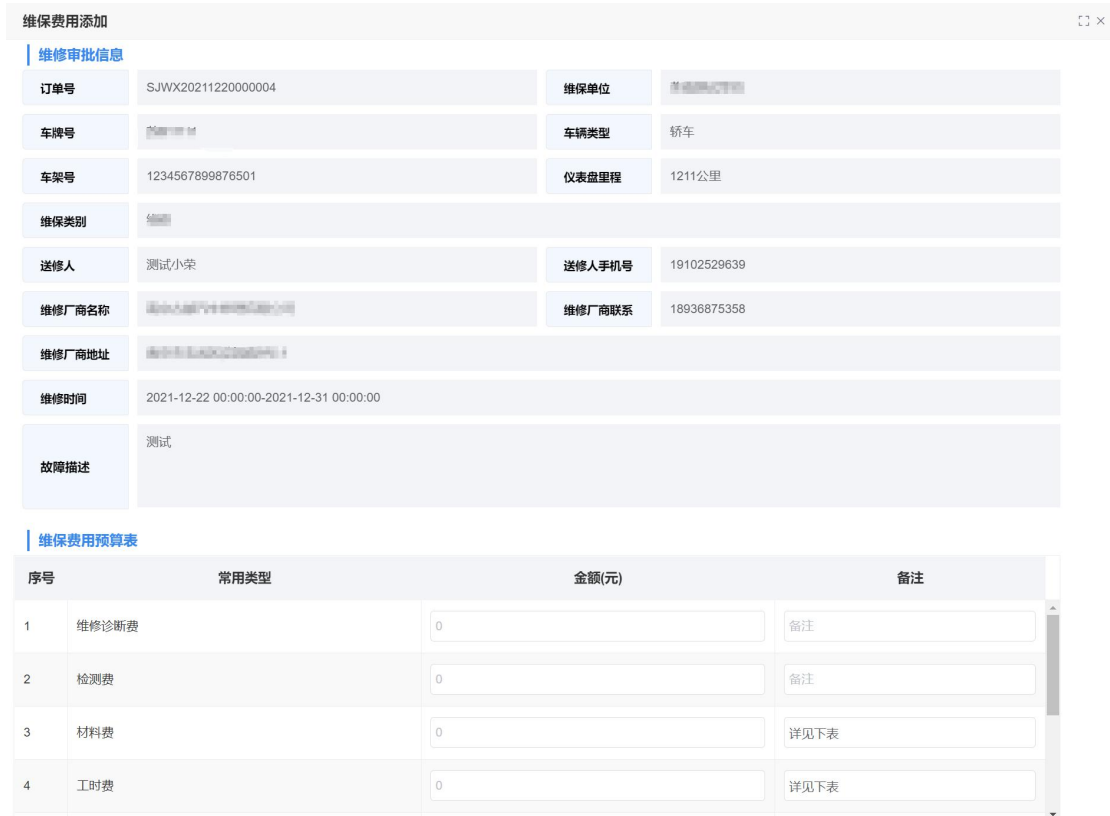 维保费用添加
维修审批信息
订单号 SJWX20211220000004 维保单位
车牌号 车辆类型 轿车
车架号 1234567899876501 仪表盘里程 1211公里
维保类别
送修人 测试小荣 送修人手机号 19102529639
维修厂商名称 维修厂商联系 18936875358
维修厂商地址
维修时间 2021-12-22 00:00:00-2021-12-31 00:00:00
故障描述 测试
维保费用预算表
序号 常用类型 金额(元) 备注
1 维修诊断费 0 备注
2 检测费 0 备注
3 材料费 0 详见下表
4 工时费 0 详见下表